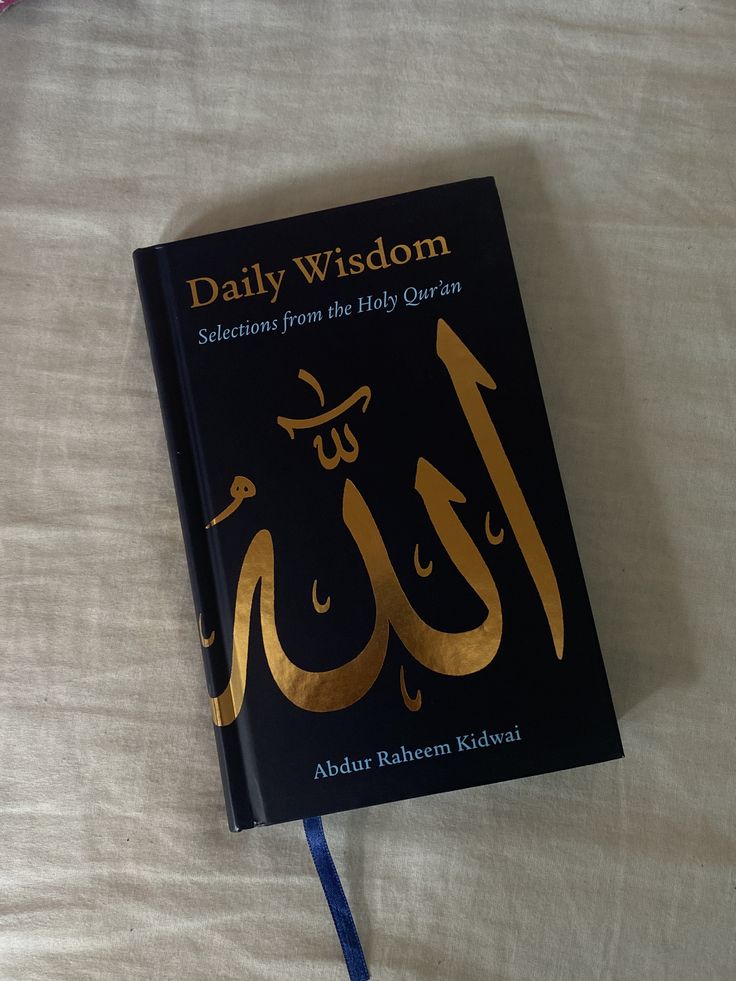 Daily Wisdom
Selections from the Holy Qur’an
اللهُ
Abdur Raheem Kidwai